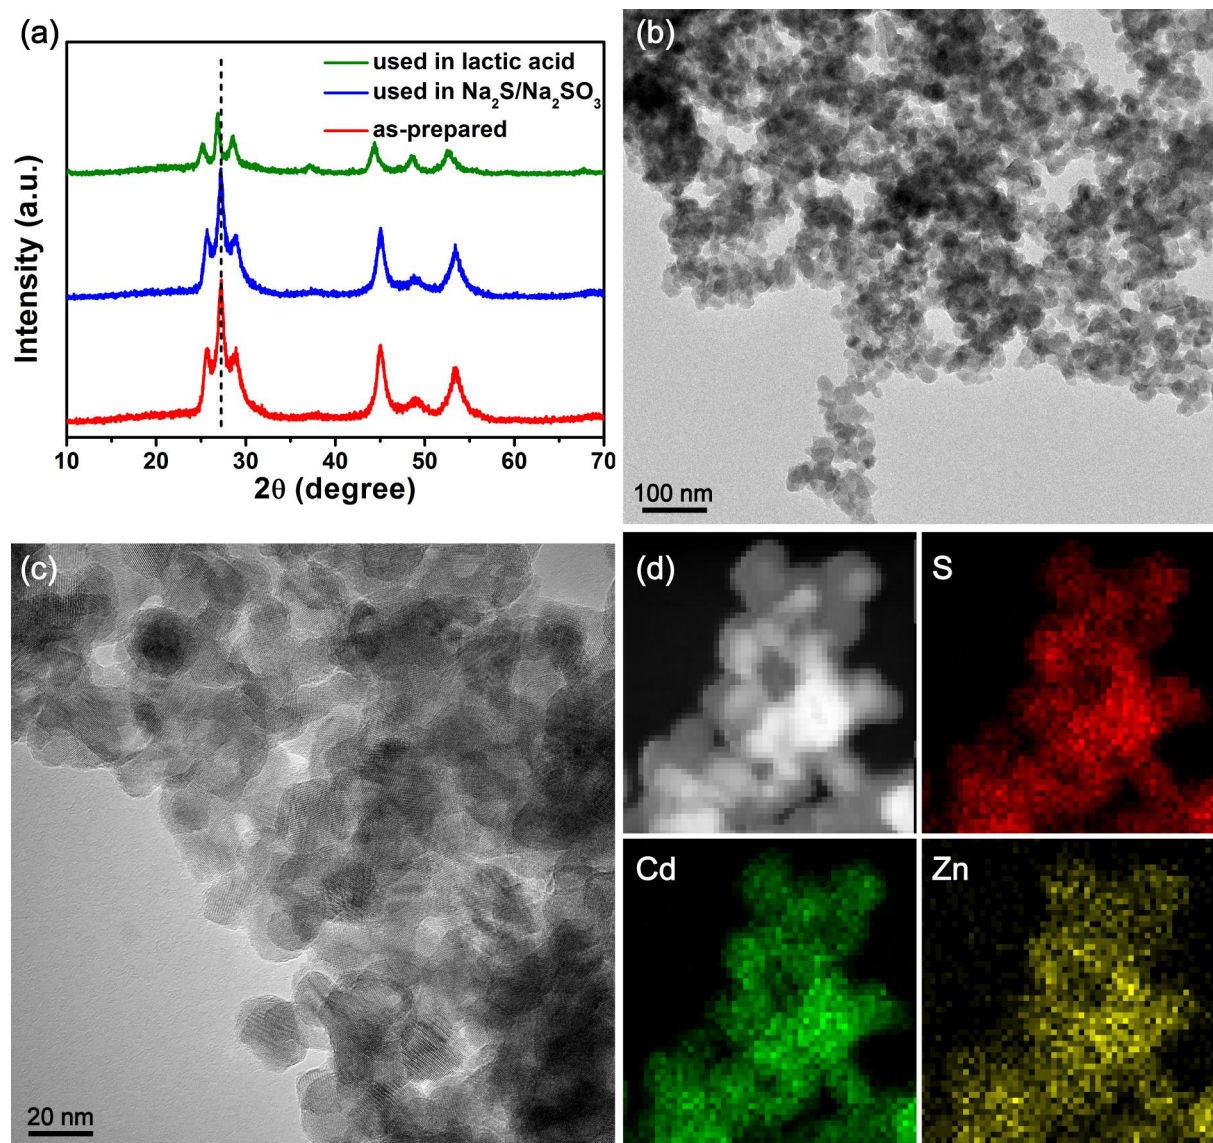 (a)
used in lactic acid
used in Na₂S/Na₂SO₃
as-prepared
Intensity (a.u.)
10 20 30 40 50 60 70
2θ (degree)
(b)
100 nm
(c)
20 nm
(d)
S
Cd
Zn